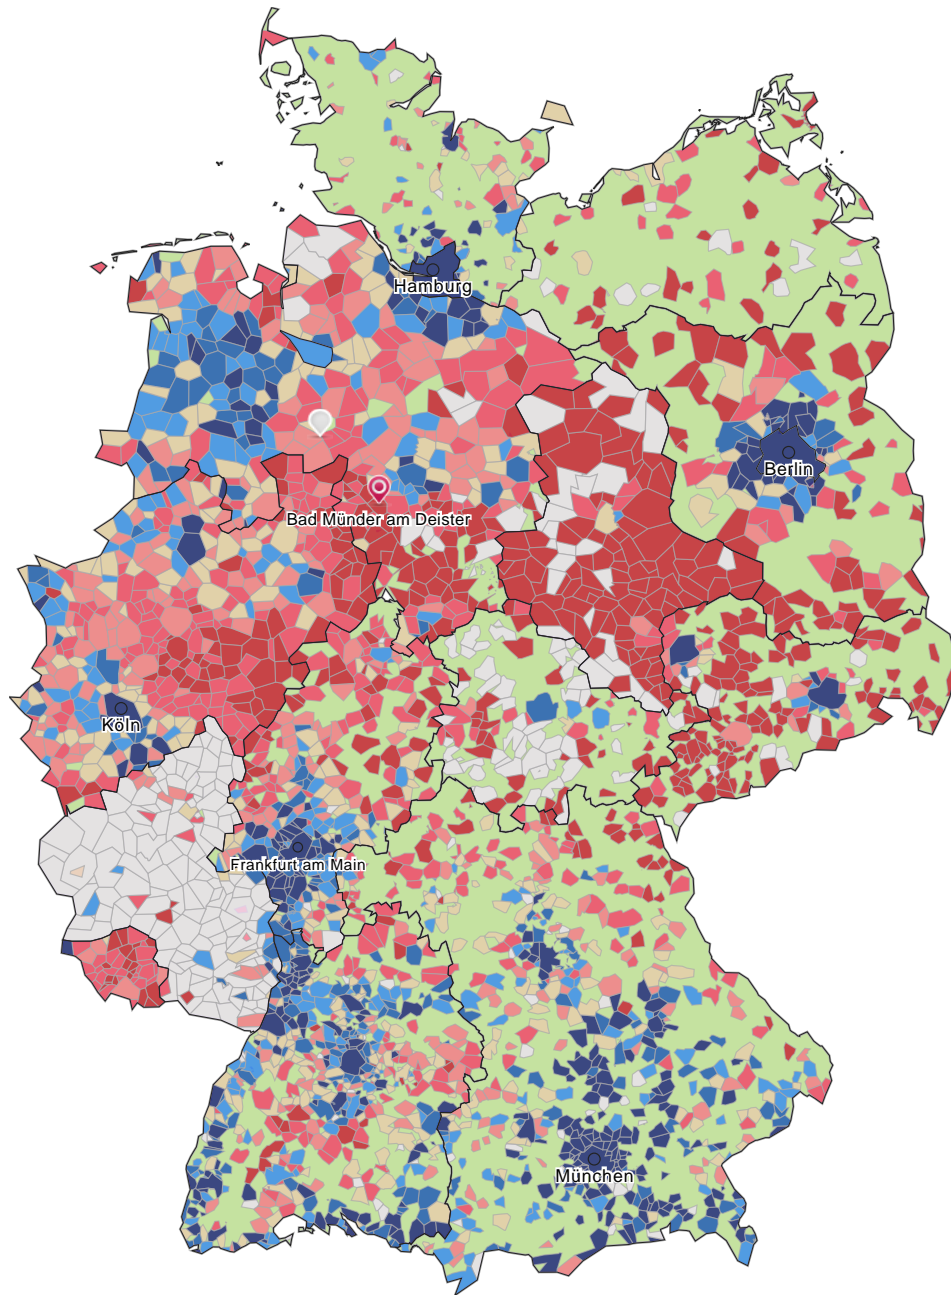 Hamburg
Berlin
Bad Münder am Deister
Köln
Frankfurt am Main
München